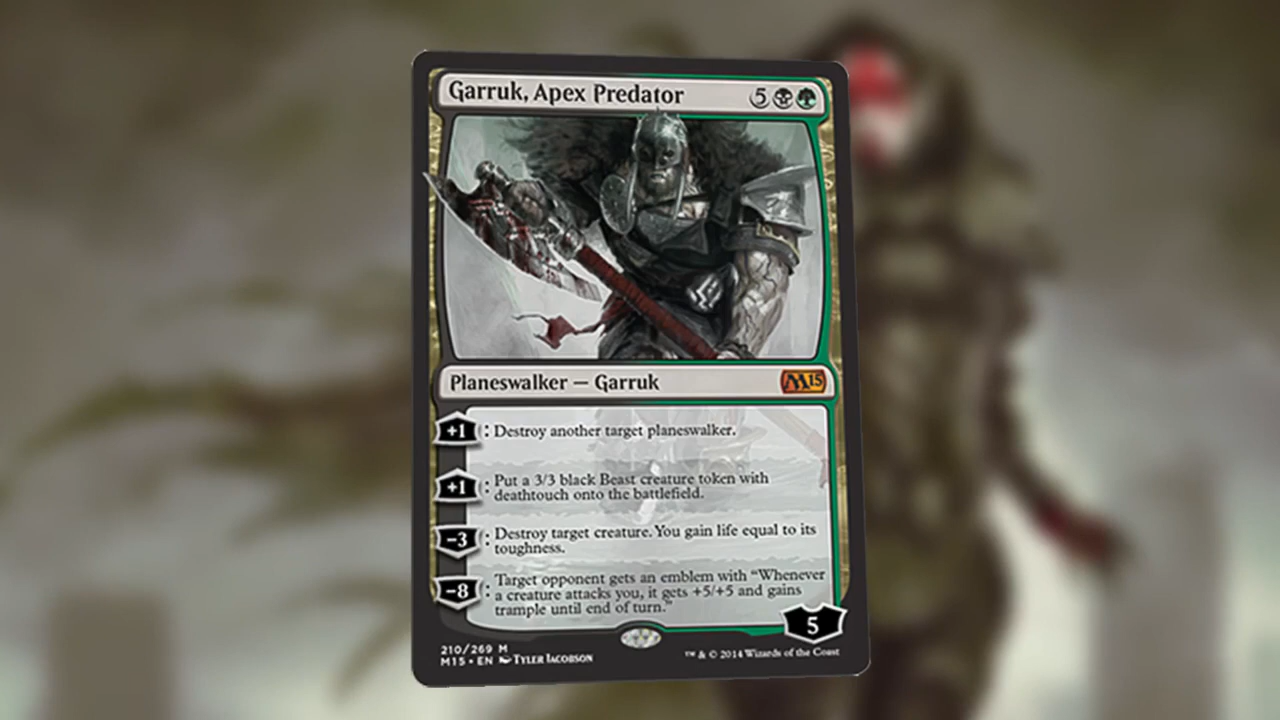 Garruk, Apex Predator 5
Planeswalker — Garruk M15
+1 : Destroy another target planeswalker.
+1 : Put a 3/3 black Beast creature token with
deathtouch onto the battlefield.
−3 : Destroy target creature. You gain life equal to its
toughness.
−8 : Target opponent gets an emblem with “Whenever
a creature attacks you, it gets +5/+5 and gains
trample until end of turn.”
5
210/269 M
M15 • EN Tyler Jacobson
™ & © 2014 Wizards of the Coast